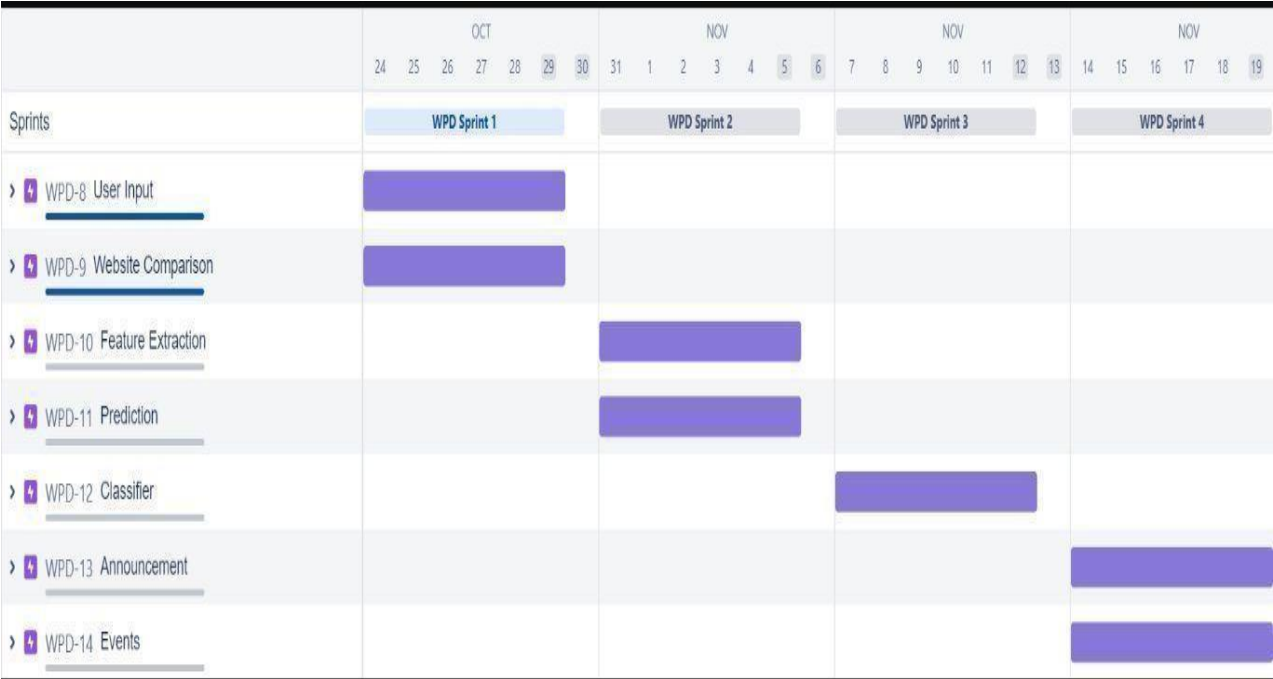 OCT NOV NOV NOV
24 25 26 27 28 29 30 31 1 2 3 4 5 6 7 8 9 10 11 12 13 14 15 16 17 18 19
Sprints WPD Sprint 1 WPD Sprint 2 WPD Sprint 3 WPD Sprint 4
WPD-8 User Input
WPD-9 Website Comparison
WPD-10 Feature Extraction
WPD-11 Prediction
WPD-12 Classifier
WPD-13 Announcement
WPD-14 Events